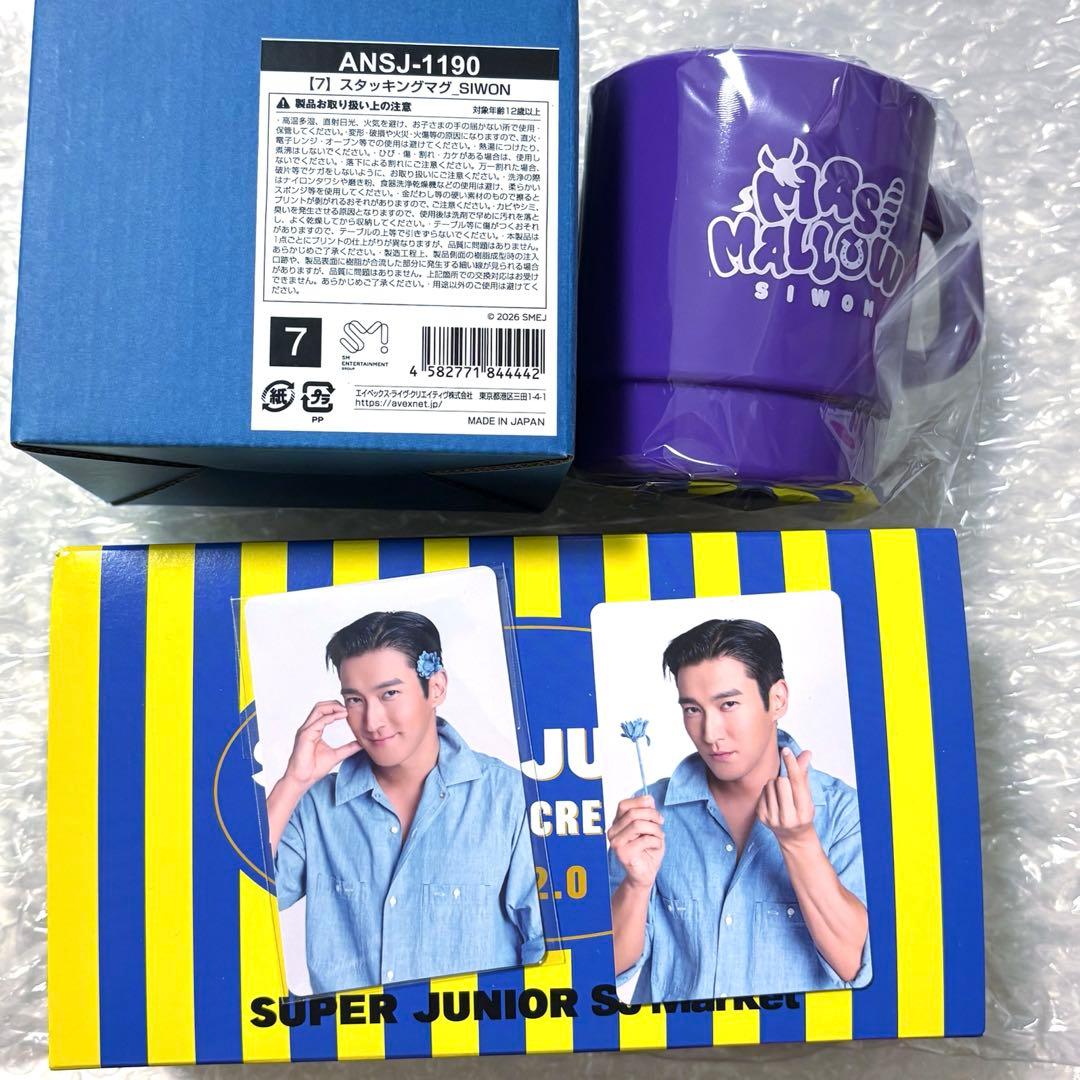 ANSJ-1190
【7】スタッキングマグ_SIWON
製品お取り扱い上の注意 対象年齢12歳以上
・高温多湿、直射日光、火気を避け、お子さまの手の届かない所で使用・
保管してください。・変形・破損や火災・火傷等の原因になりますので、直火・
電子レンジ・オーブン等での使用は避けてください。・熱湯につけたり、
煮沸はしないでください。・ひび・傷・割れ・カケがある場合は、使用し
ないでください。・落下による割れにご注意ください。万一割れた場合、
破片等でケガをしないように、お取り扱いにご注意ください。・洗浄の際
はナイロンタワシや磨き粉、食器洗浄乾燥機などの使用は避け、柔らかい
スポンジ等を使用してください。・金だわし等の硬い素材のもので擦ると
プリントが剝がれるおそれがありますので、ご注意ください。・カビやシミ、
臭いを発生させる原因となりますので、使用後は洗剤で早めに汚れを落と
し、よく乾燥してから収納してください。・テーブル等に傷がつくおそれ
がありますので、テーブルの上等で引きずらないでください。・本製品は
1点ごとにプリントの仕上がりが異なりますが、品質に問題はありません。
あらかじめご了承ください。・製造工程上、製品側面の樹脂成型時の注入
口跡や、製品表面に樹脂が合流した部分に発生する細い線が見られる場合
がありますが、品質に問題はありません。上記箇所での交換対応はお受け
できません。あらかじめご了承ください。・用途以外のご使用は避けてく
ださい。
© 2026 SMEJ
7
SM
ENTERTAINMENT
GROUP
4 582771 844442
紙 プラ
PP
エイベックス・ライヴ・クリエイティヴ株式会社 東京都港区三田1-4-1
https://avexnet.jp/
MADE IN JAPAN
MASI
MALLOW
SIWON
S JU
CRE
2.0
SUPER JUNIOR SJ Market